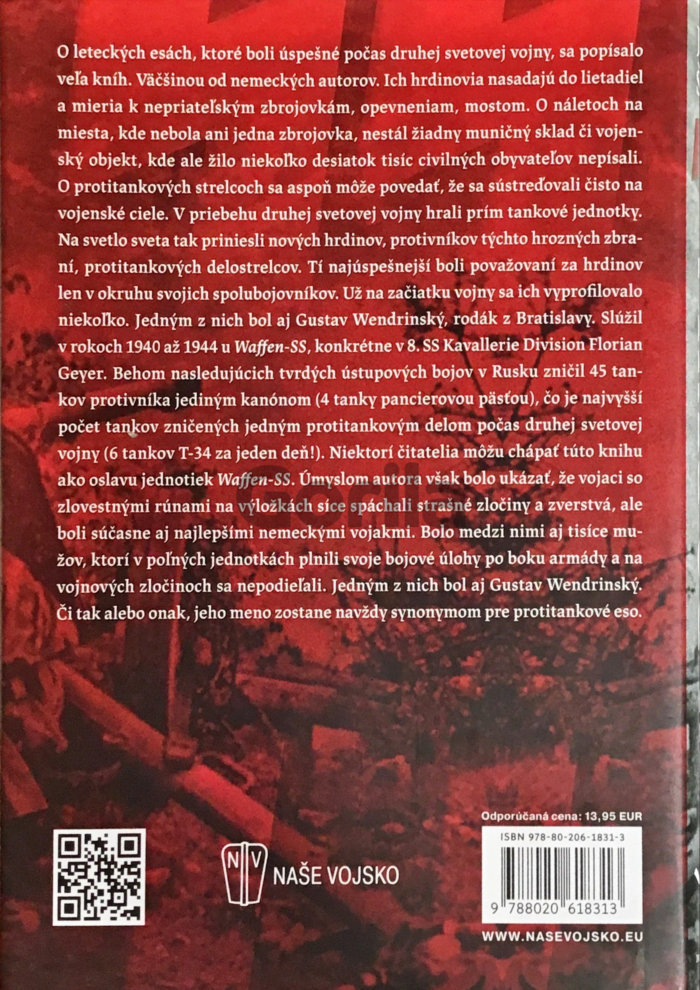 O leteckých esách, ktoré boli úspešné počas druhej svetovej vojny, sa popísalo
veľa kníh. Väčšinou od nemeckých autorov. Ich hrdinovia nasadajú do lietadiel
a mieria k nepriateľským zbrojovkám, opevneniam, mostom. O náletoch na
miesta, kde nebola ani jedna zbrojovka, nestál žiadny muničný sklad či vojen-
ský objekt, kde ale žilo niekoľko desiatok tisíc civilných obyvateľov nepísali.
O protitankových strelcoch sa aspoň môže povedať, že sa sústreďovali čisto na
vojenské ciele. V priebehu druhej svetovej vojny hrali prím tankové jednotky.
Na svetlo sveta tak priniesli nových hrdinov, protivníkov týchto hrozných zbra-
ní, protitankových delostrelcov. Tí najúspešnejší boli považovaní za hrdinov
len v okruhu svojich spolubojovníkov. Už na začiatku vojny sa ich vyprofilovalo
niekoľko. Jedným z nich bol aj Gustav Wendrinský, rodák z Bratislavy. Slúžil
v rokoch 1940 až 1944 u Waffen-SS, konkrétne v 8. SS Kavallerie Division Florian
Geyer. Behom nasledujúcich tvrdých ústupových bojov v Rusku zničil 45 tan-
kov protivníka jediným kanónom (4 tanky pancierovou päsťou), čo je najvyšší
počet tankov zničených jedným protitankovým delom počas druhej svetovej
vojny (6 tankov T-34 za jeden deň!). Niektorí čitatelia môžu chápať túto knihu
ako oslavu jednotiek Waffen-SS. Úmyslom autora však bolo ukázať, že vojaci so
zlovestnými rúnami na výložkách síce spáchali strašné zločiny a zverstvá, ale
boli súčasne aj najlepšími nemeckými vojakmi. Bolo medzi nimi aj tisíce mu-
žov, ktorí v poľných jednotkách plnili svoje bojové úlohy po boku armády a na
vojnových zločinoch sa nepodieľali. Jedným z nich bol aj Gustav Wendrinský.
Či tak alebo onak, jeho meno zostane navždy synonymom pre protitankové eso.
Odporúčaná cena: 13,95 EUR
ISBN 978-80-206-1831-3
N V NAŠE VOJSKO
9 788020 618313
WWW.NASEVOJSKO.EU